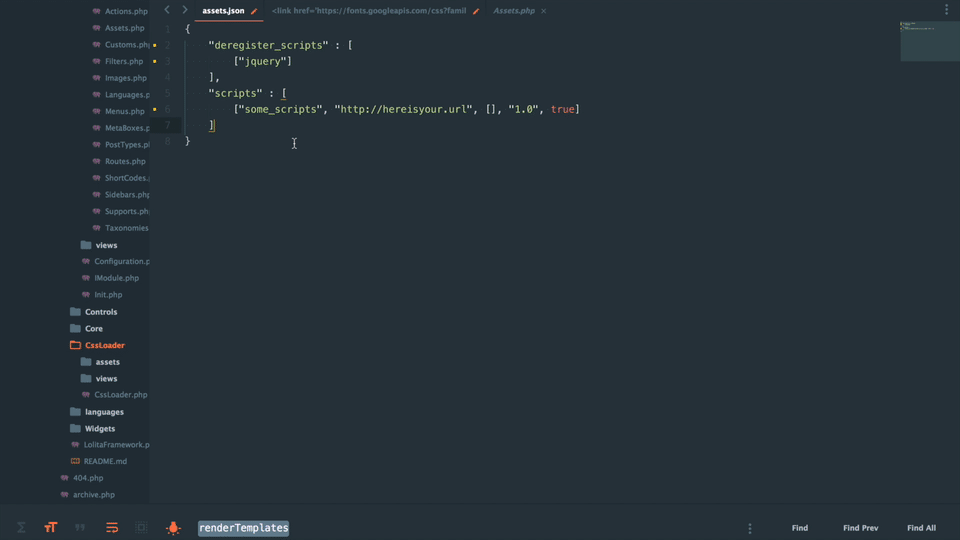 assets.json
<link href='https://fonts.googleapis.com/css?famil
Assets.php
Actions.php
Assets.php
Customs.php
Filters.php
Images.php
Languages.p
Menus.php
MetaBoxes.p
PostTypes.p
Routes.php
ShortCodes.
Sidebars.php
Supports.ph
Taxonomies
views
Configuration.p
IModule.php
Init.php
Controls
Core
CssLoader
assets
views
CssLoader.php
languages
Widgets
LolitaFramework.p
README.md
404.php
archive.php
1 {
2 "deregister_scripts" : [
3 ["jquery"]
4 ],
5 "scripts" : [
6 ["some_scripts", "http://hereisyour.url", [], "1.0", true]
7 ]
8 }
renderTemplates
Find
Find Prev
Find All